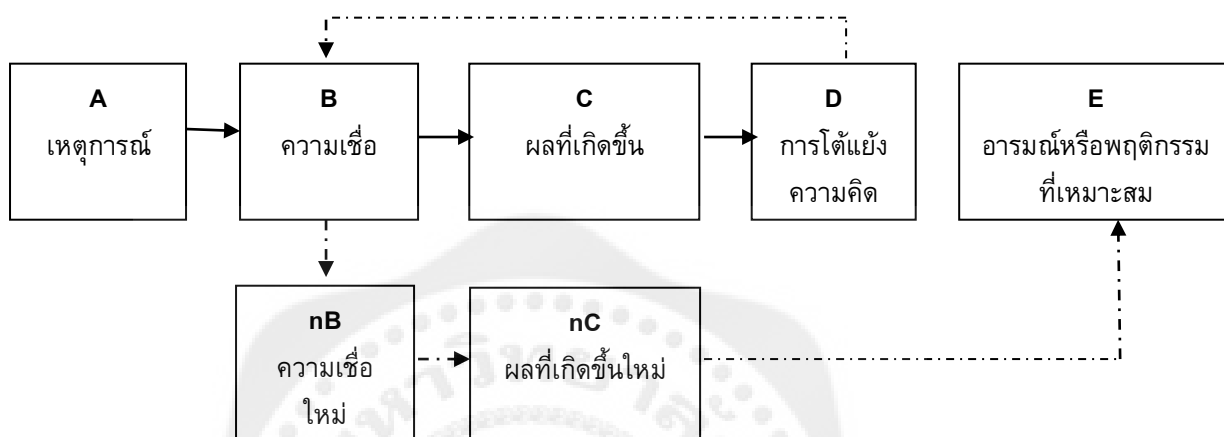 A
เหตุการณ์
B
ความเชื่อ
C
ผลที่เกิดขึ้น
D
การโต้แย้ง
ความคิด
E
อารมณ์หรือพฤติกรรม
ที่เหมาะสม
nB
ความเชื่อ
ใหม่
nC
ผลที่เกิดขึ้นใหม่